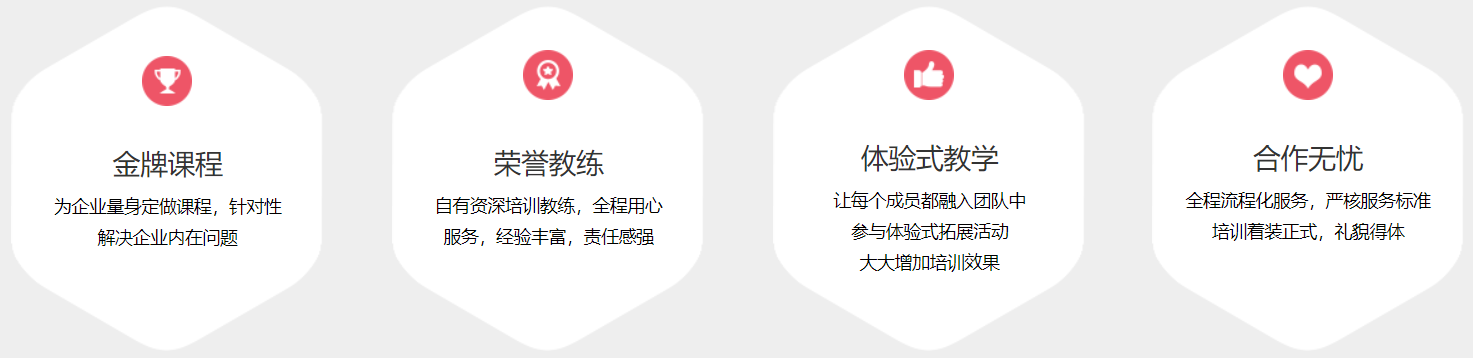 金牌课程
为企业量身定做课程，针对性
解决企业内在问题
荣誉教练
自有资深培训教练，全程用心
服务，经验丰富，责任感强
体验式教学
让每个成员都融入团队中
参与体验式拓展活动
大大增加培训效果
合作无忧
全程流程化服务，严核服务标准
培训着装正式，礼貌得体